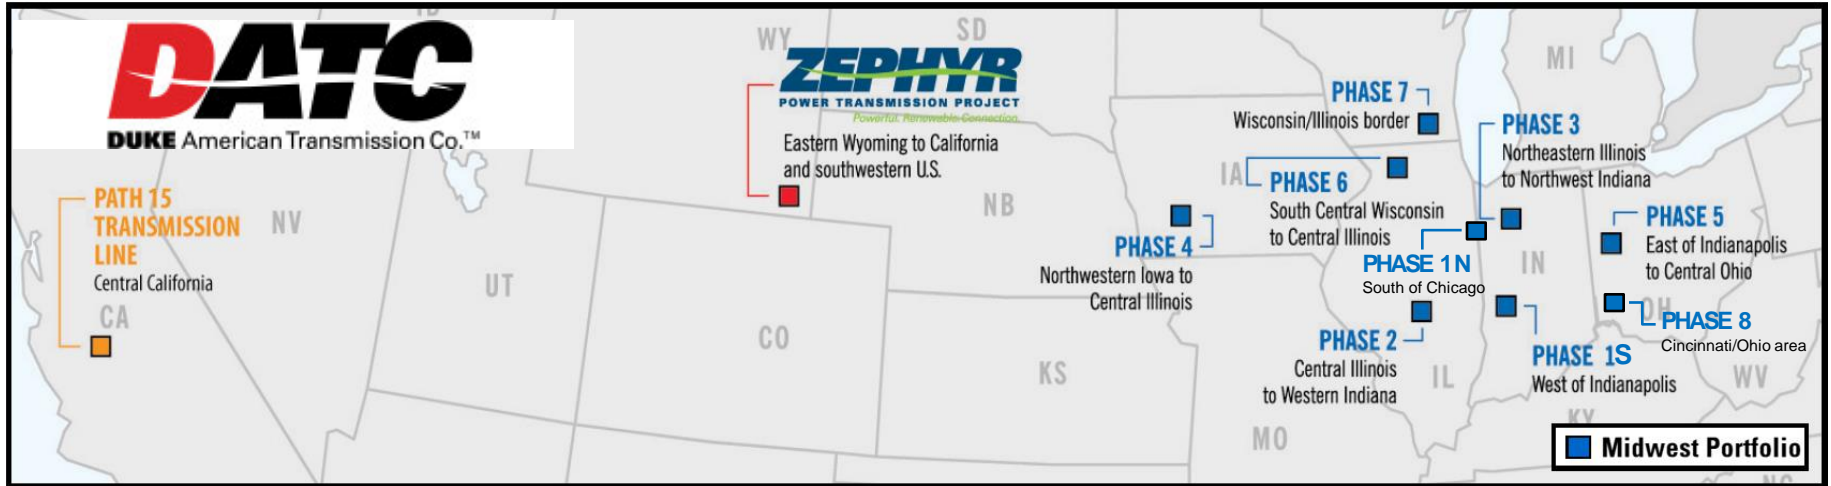 DATC
DUKE American Transmission Co.™
WY
SD
ZEPHYR
POWER TRANSMISSION PROJECT
Powerful. Renewable. Connection.
Eastern Wyoming to California
and southwestern U.S.
PATH 15
TRANSMISSION
LINE
Central California
CA
NV
UT
CO
NB
KS
MO
IA
MI
IL
IN
OH
KY
WV
PHASE 7
Wisconsin/Illinois border
PHASE 3
Northeastern Illinois
to Northwest Indiana
PHASE 6
South Central Wisconsin
to Central Illinois
PHASE 4
Northwestern Iowa to
Central Illinois
PHASE 5
East of Indianapolis
to Central Ohio
PHASE 1N
South of Chicago
PHASE 2
Central Illinois
to Western Indiana
PHASE 1S
West of Indianapolis
PHASE 8
Cincinnati/Ohio area
Midwest Portfolio